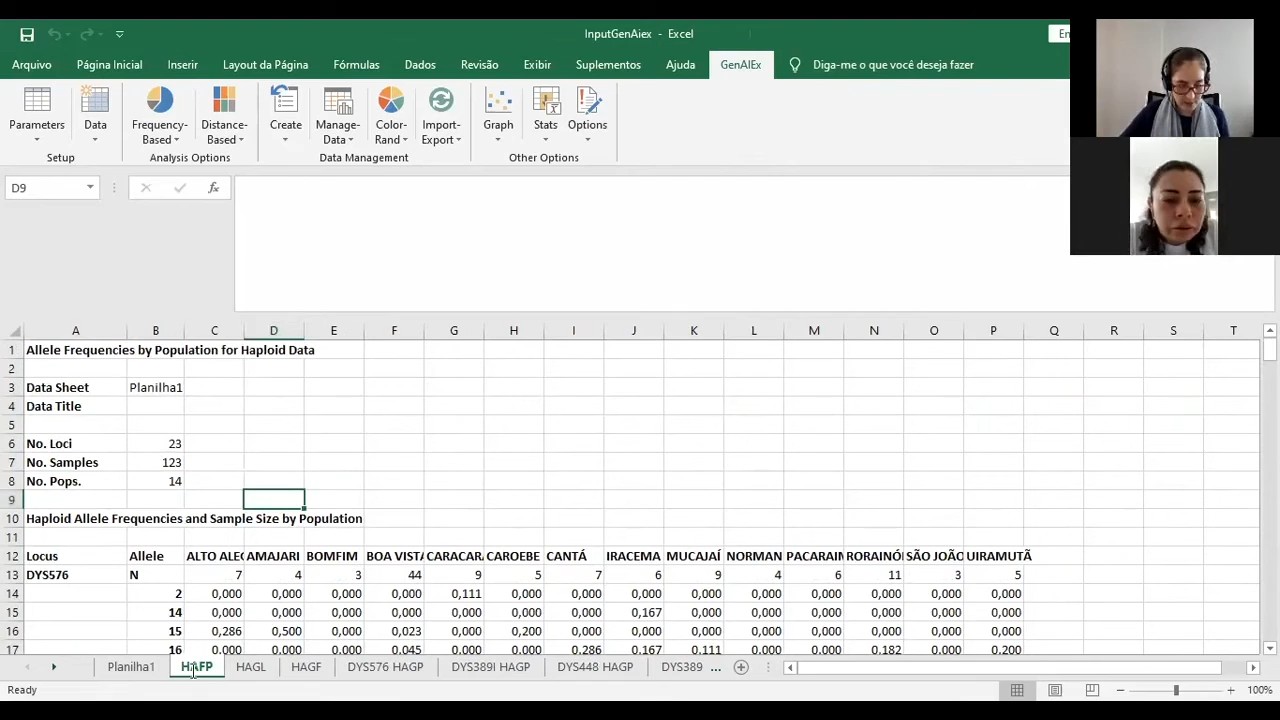 InputGenAiex - Excel
Arquivo Página Inicial Inserir Layout da Página Fórmulas Dados Revisão Exibir Suplementos Ajuda GenAlEx Diga-me o que você deseja fazer
Parameters Data Frequency-Based Distance-Based Create Manage-Data Color-Rand Import-Export Graph Stats Options
Setup Analysis Options Data Management Other Options
D9 fx
A B C D E F G H I J K L M N O P Q R S T
1 Allele Frequencies by Population for Haploid Data
2
3 Data Sheet Planilha1
4 Data Title
5
6 No. Loci 23
7 No. Samples 123
8 No. Pops. 14
9
10 Haploid Allele Frequencies and Sample Size by Population
11
12 Locus Allele ALTO ALEG AMAJARI BOMFIM BOA VISTA CARACARA CAROEBE CANTÁ IRACEMA MUCAJAÍ NORMAN PACARAIM RORAINÓ SÃO JOÃO UIRAMUTÃ
13 DYS576 N 7 4 3 44 9 5 7 6 9 4 6 11 3 5
14 2 0,000 0,000 0,000 0,000 0,111 0,000 0,000 0,000 0,000 0,000 0,000 0,000 0,000 0,000
15 14 0,000 0,000 0,000 0,000 0,000 0,000 0,000 0,167 0,000 0,000 0,000 0,000 0,000 0,000
16 15 0,286 0,500 0,000 0,023 0,000 0,200 0,000 0,000 0,000 0,000 0,000 0,000 0,000 0,000
17 16 0,000 0,000 0,000 0,045 0,000 0,000 0,286 0,167 0,111 0,000 0,000 0,182 0,000 0,200
Planilha1 HAFP HAGL HAGF DYS576 HAGP DYS389I HAGP DYS448 HAGP DYS389 ...
Ready 100%